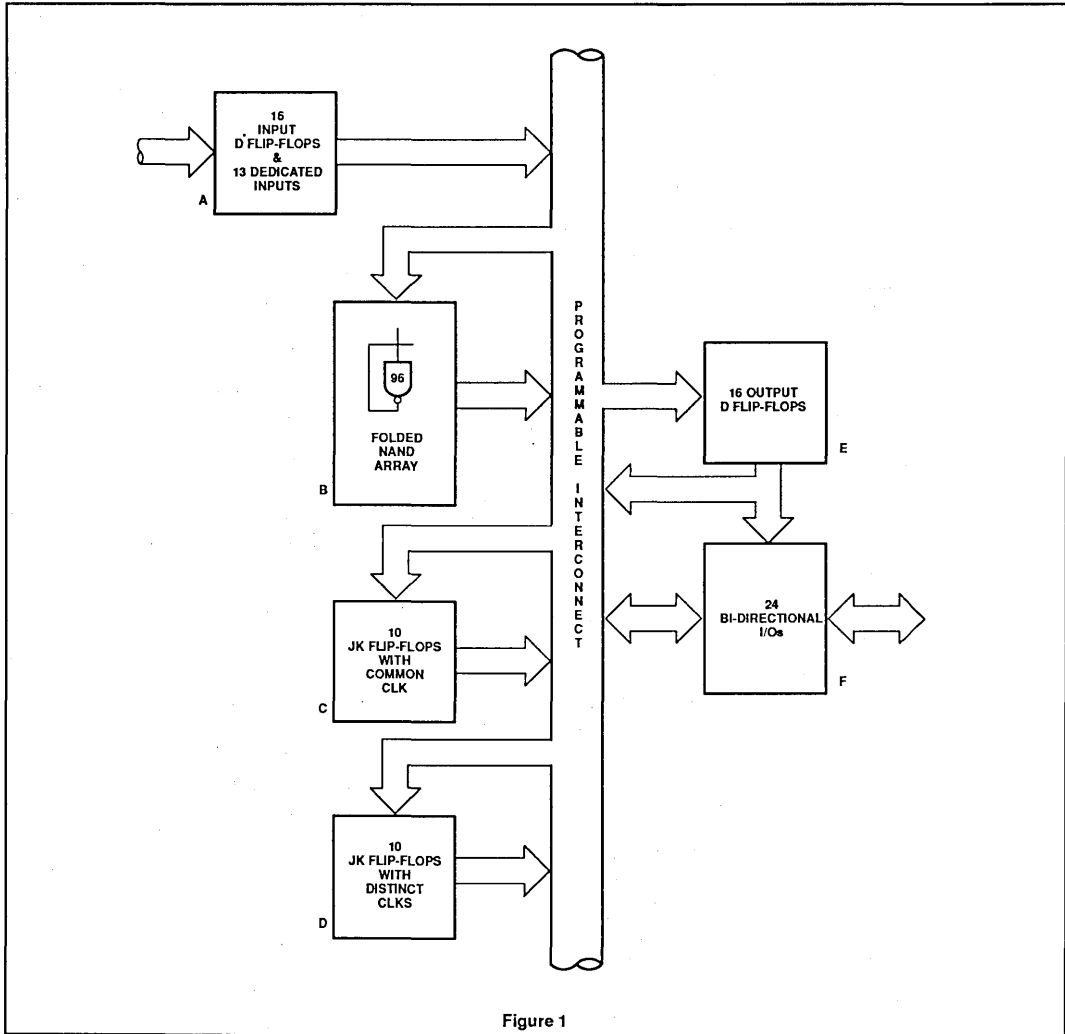 16
INPUT
D FLIP-FLOPS
&
13 DEDICATED
INPUTS
A
96
FOLDED
NAND
ARRAY
B
10
JK FLIP-FLOPS
WITH
COMMON
CLK
C
10
JK FLIP-FLOPS
WITH
DISTINCT
CLKS
D
PROGRAMMABLE INTERCONNECT
16 OUTPUT
D FLIP-FLOPS
E
24
BI-DIRECTIONAL
I/Os
F
Figure 1